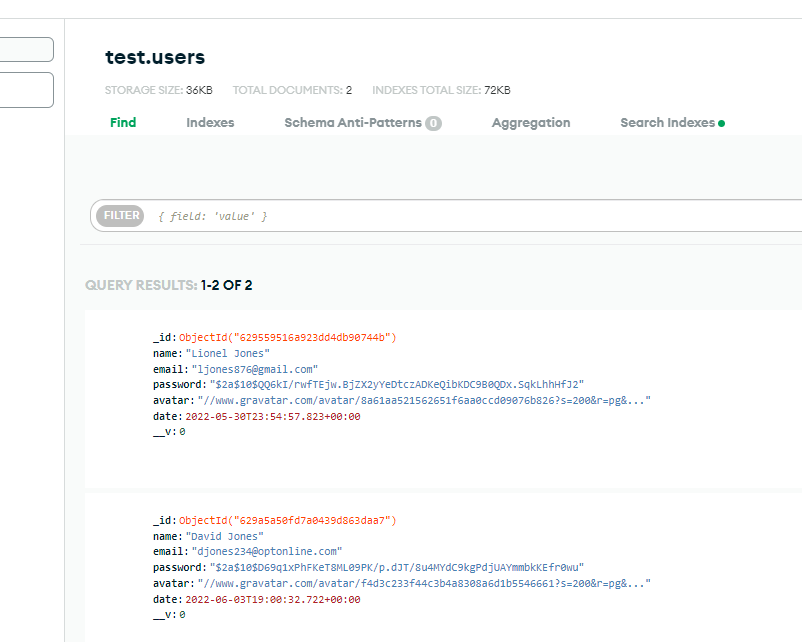 test.users
STORAGE SIZE: 36KB TOTAL DOCUMENTS: 2 INDEXES TOTAL SIZE: 72KB
Find Indexes Schema Anti-Patterns 0 Aggregation Search Indexes
FILTER { field: 'value' }
QUERY RESULTS: 1-2 OF 2
_id: ObjectId("629559516a923dd4db90744b")
name: "Lionel Jones"
email: "ljones876@gmail.com"
password: "$2a$10$QQ6kI/rwfTEjw.BjZX2yYeDtczADKeQibKDC9B0QDx.SqkLhhHfJ2"
avatar: "//www.gravatar.com/avatar/8a61aa521562651f6aa0ccd09076b826?s=200&r=pg&..."
date: 2022-05-30T23:54:57.823+00:00
__v: 0
_id: ObjectId("629a5a50fd7a0439d863daa7")
name: "David Jones"
email: "djones234@optonline.com"
password: "$2a$10$D69q1xPhFKeT8ML09PK/p.dJT/8u4MYdC9kgPdjUAYmmbkKEfr0wu"
avatar: "//www.gravatar.com/avatar/f4d3c233f44c3b4a8308a6d1b5546661?s=200&r=pg&..."
date: 2022-06-03T19:00:32.722+00:00
__v: 0